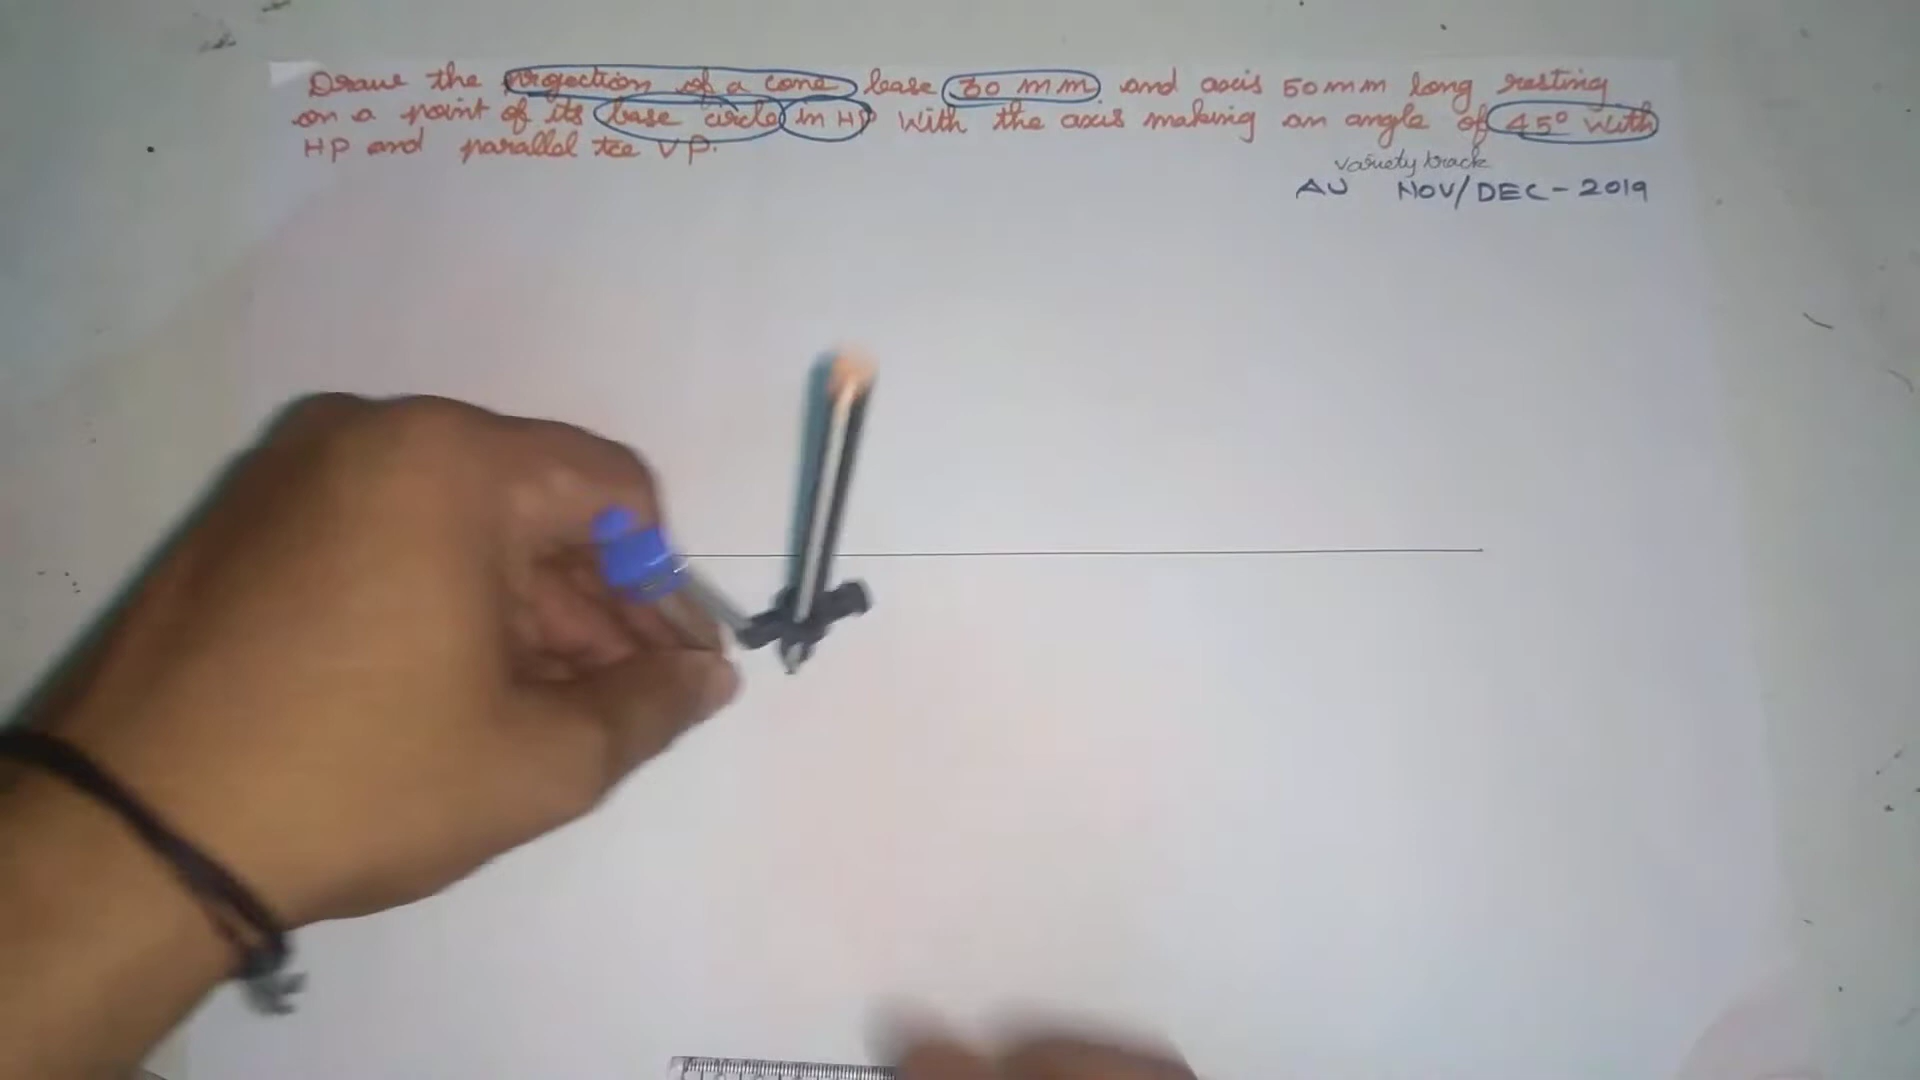 Draw the projection of a cone base 30 mm and axis 50mm long resting
on a point of its base circle in HP with the axis making an angle of 45° with
HP and parallel to VP.
variety track
AU NOV/DEC-2019